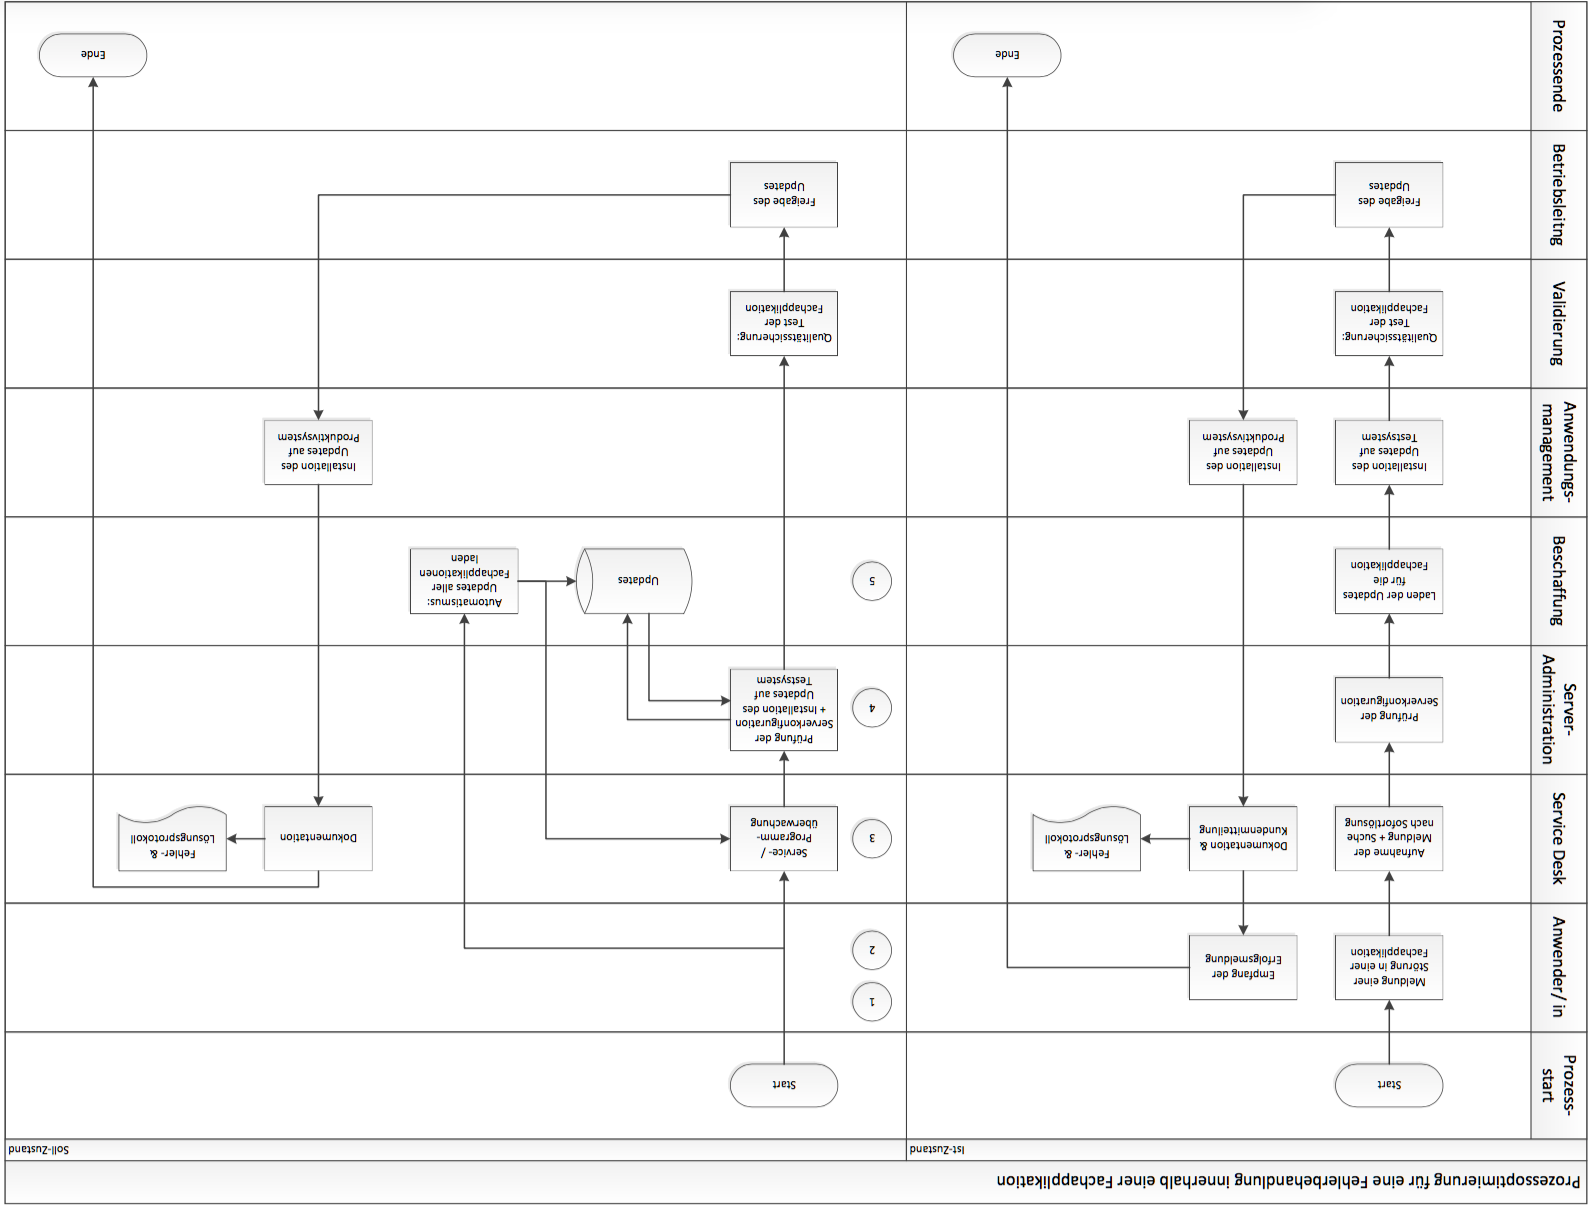 Prozessoptimierung für eine Fehlerbehandlung innerhalb einer Fachapplikation
Ist-Zustand
Soll-Zustand
Prozess-
start
Start
Start
Anwender/ in
Meldung einer
Störung in einer
Fachapplikation
Empfang der
Erfolgsmeldung
1
2
Service Desk
Aufnahme der
Meldung + Suche
nach Sofortlösung
Dokumentation &
Kundenmitteilung
Fehler- &
Lösungsprotokoll
3
Service- /
Programm-
überwachung
Dokumentation
Fehler- &
Lösungsprotokoll
Server-
Administration
Prüfung der
Serverkonfiguration
4
Prüfung der
Serverkonfiguration
+ Installation des
Updates auf
Testsystem
Beschaffung
Laden der Updates
für die
Fachapplikation
5
Updates
Automatismus:
Updates aller
Fachapplikationen
laden
Anwendungs-
management
Installation des
Updates auf
Testsystem
Installation des
Updates auf
Produktivsystem
Installation des
Updates auf
Produktivsystem
Validierung
Qualitätssicherung:
Test der
Fachapplikation
Qualitätssicherung:
Test der
Fachapplikation
Betriebsleitng
Freigabe des
Updates
Freigabe des
Updates
Prozessende
Ende
Ende